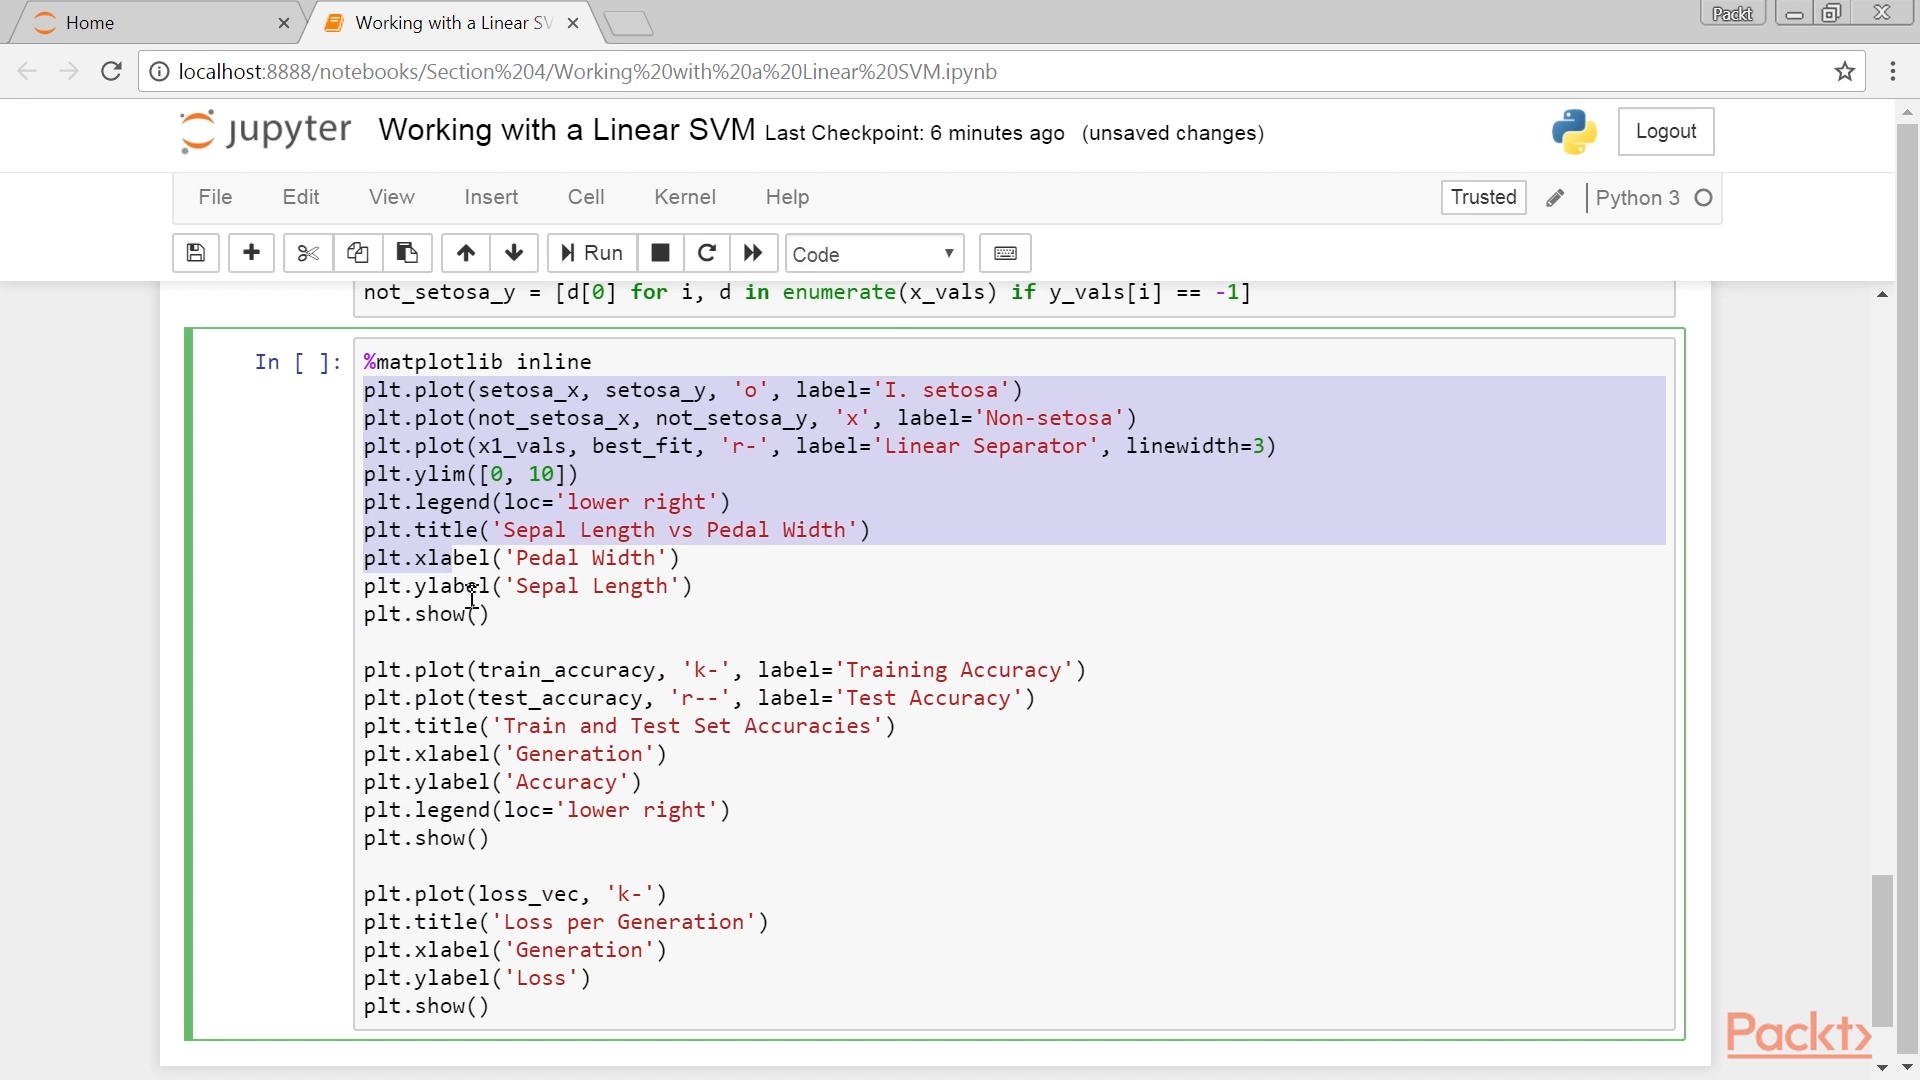 Home
Working with a Linear SV
Packt
localhost:8888/notebooks/Section%204/Working%20with%20a%20Linear%20SVM.ipynb
jupyter Working with a Linear SVM Last Checkpoint: 6 minutes ago (unsaved changes)
Logout
File Edit View Insert Cell Kernel Help
Trusted
Python 3
Run
Code
not_setosa_y = [d[0] for i, d in enumerate(x_vals) if y_vals[i] == -1]
In [ ]:
%matplotlib inline
plt.plot(setosa_x, setosa_y, 'o', label='I. setosa')
plt.plot(not_setosa_x, not_setosa_y, 'x', label='Non-setosa')
plt.plot(x1_vals, best_fit, 'r-', label='Linear Separator', linewidth=3)
plt.ylim([0, 10])
plt.legend(loc='lower right')
plt.title('Sepal Length vs Pedal Width')
plt.xlabel('Pedal Width')
plt.ylabel('Sepal Length')
plt.show()
plt.plot(train_accuracy, 'k-', label='Training Accuracy')
plt.plot(test_accuracy, 'r--', label='Test Accuracy')
plt.title('Train and Test Set Accuracies')
plt.xlabel('Generation')
plt.ylabel('Accuracy')
plt.legend(loc='lower right')
plt.show()
plt.plot(loss_vec, 'k-')
plt.title('Loss per Generation')
plt.xlabel('Generation')
plt.ylabel('Loss')
plt.show()
Packt>